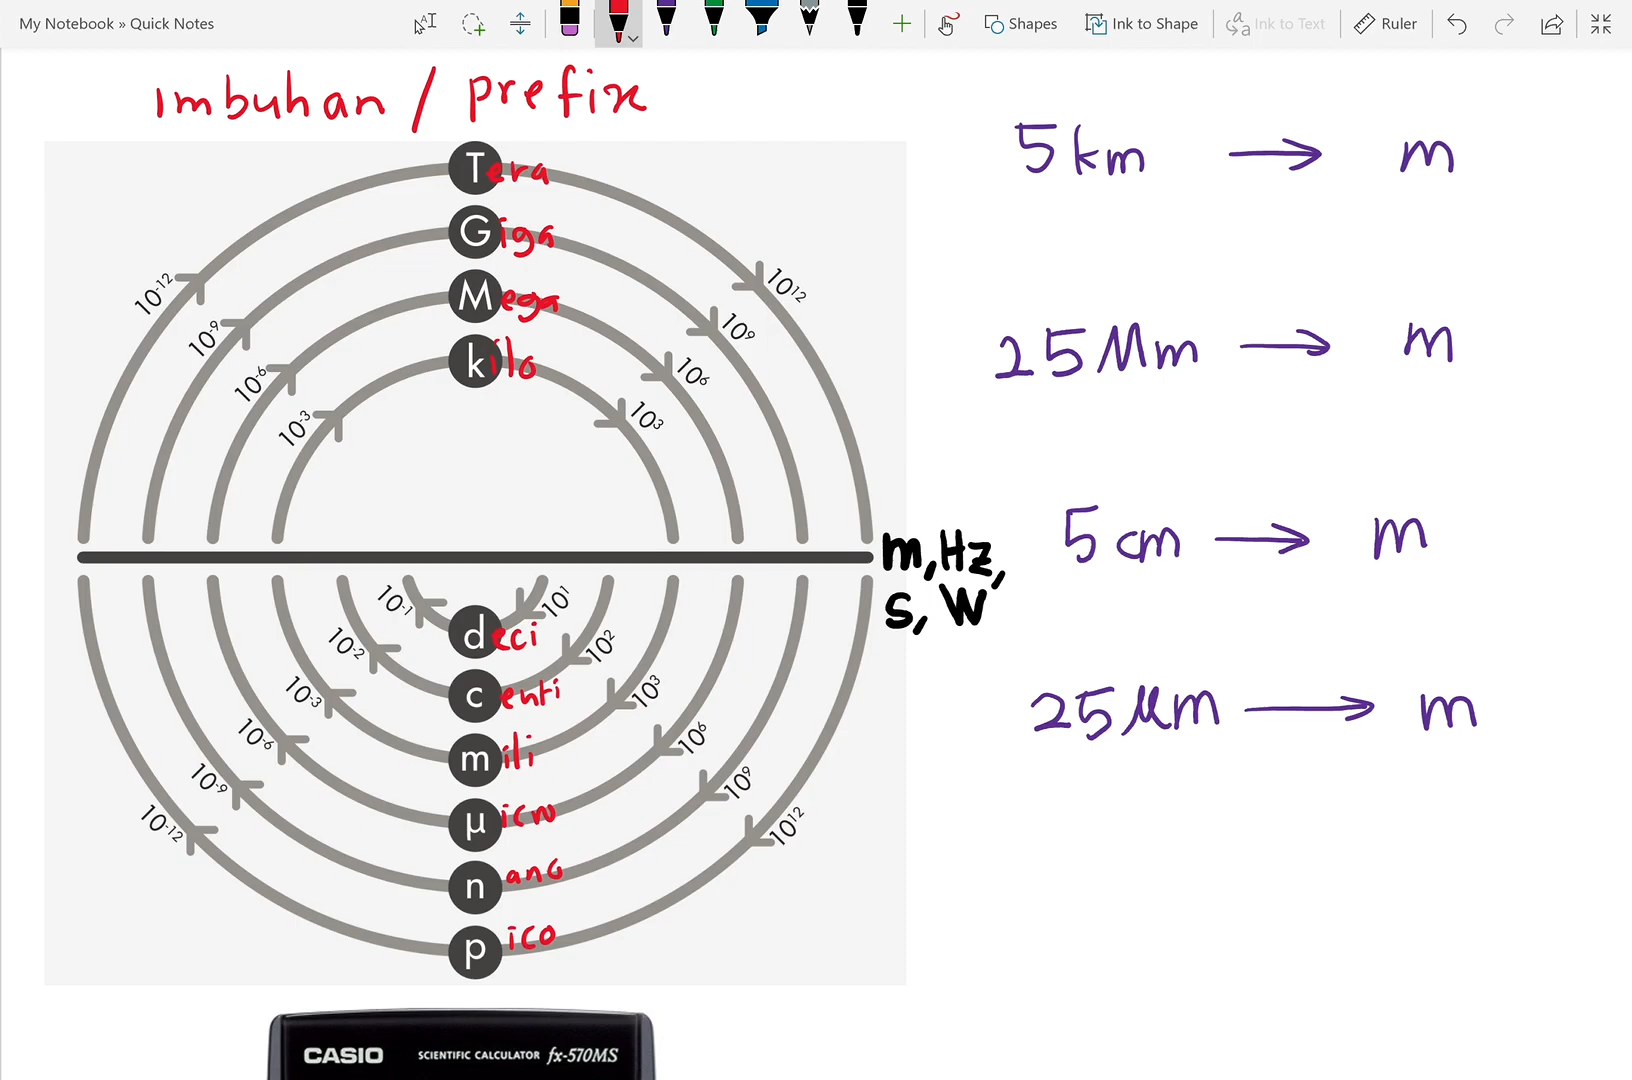 My Notebook » Quick Notes
Shapes
Ink to Shape
Ink to Text
Ruler
Imbuhan / prefix
Tera
Giga
Mega
kilo
10-12
10-9
10-6
10-3
10¹²
10⁹
10⁶
10³
m, Hz,
s, W
deci
centi
mili
μicro
nano
pico
10-1
10-2
10-3
10-6
10-9
10-12
10¹
10²
10³
10⁶
10⁹
10¹²
5 km → m
25 Mm → m
5 cm → m
25 μm → m
CASIO SCIENTIFIC CALCULATOR fx-570MS